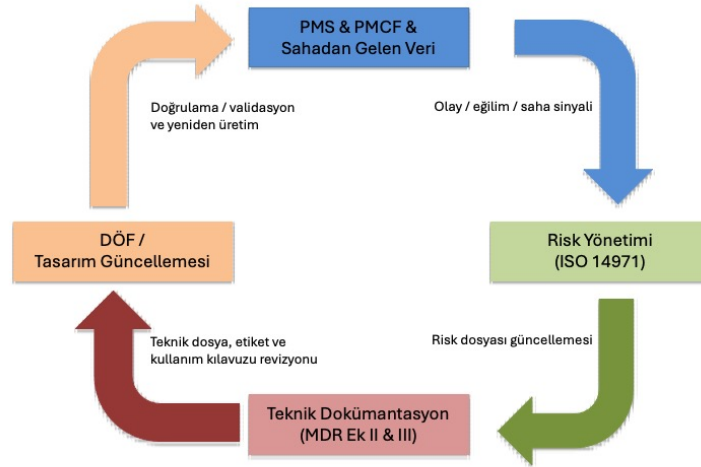 PMS & PMCF &
Sahadan Gelen Veri
Doğrulama / validasyon
ve yeniden üretim
Olay / eğilim / saha sinyali
DÖF /
Tasarım Güncellemesi
Risk Yönetimi
(ISO 14971)
Teknik dosya, etiket ve
kullanım kılavuzu revizyonu
Risk dosyası güncellemesi
Teknik Dokümantasyon
(MDR Ek II & III)